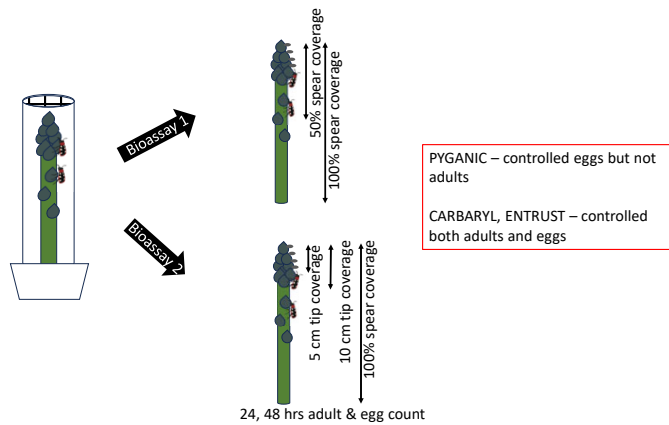 Bioassay 1
50% spear coverage
100% spear coverage
PYGANIC – controlled eggs but not
adults
CARBARYL, ENTRUST – controlled
both adults and eggs
Bioassay 2
5 cm tip coverage
10 cm tip coverage
100% spear coverage
24, 48 hrs adult & egg count